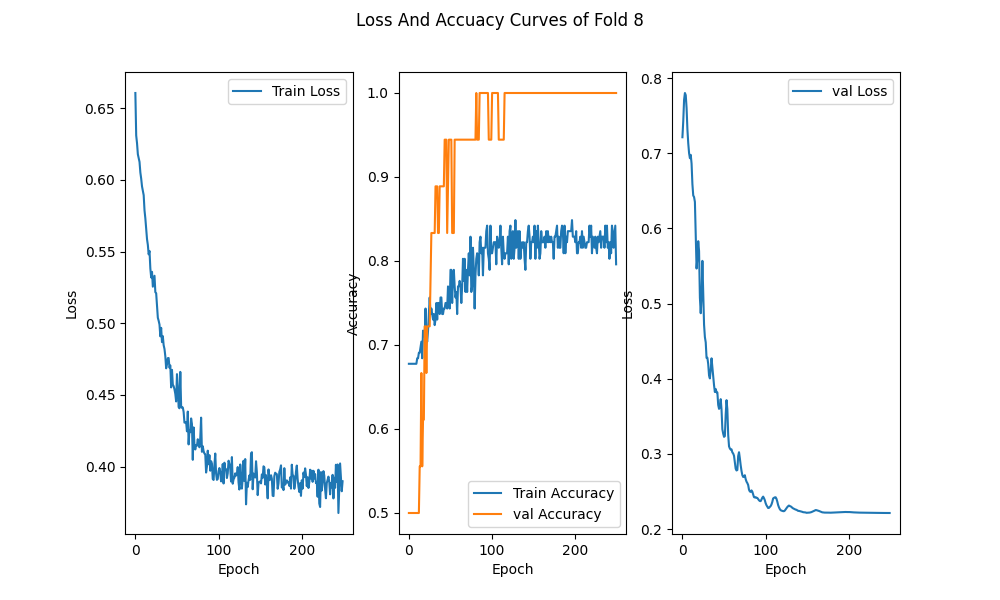 Loss And Accuacy Curves of Fold 8
Train Loss
0.65
0.60
0.55
0.50
0.45
0.40
Loss
0
100
200
Epoch
1.0
0.9
0.8
0.7
0.6
0.5
Accuracy
Train Accuracy
val Accuracy
0
100
200
Epoch
val Loss
0.8
0.7
0.6
0.5
0.4
0.3
0.2
Loss
0
100
200
Epoch